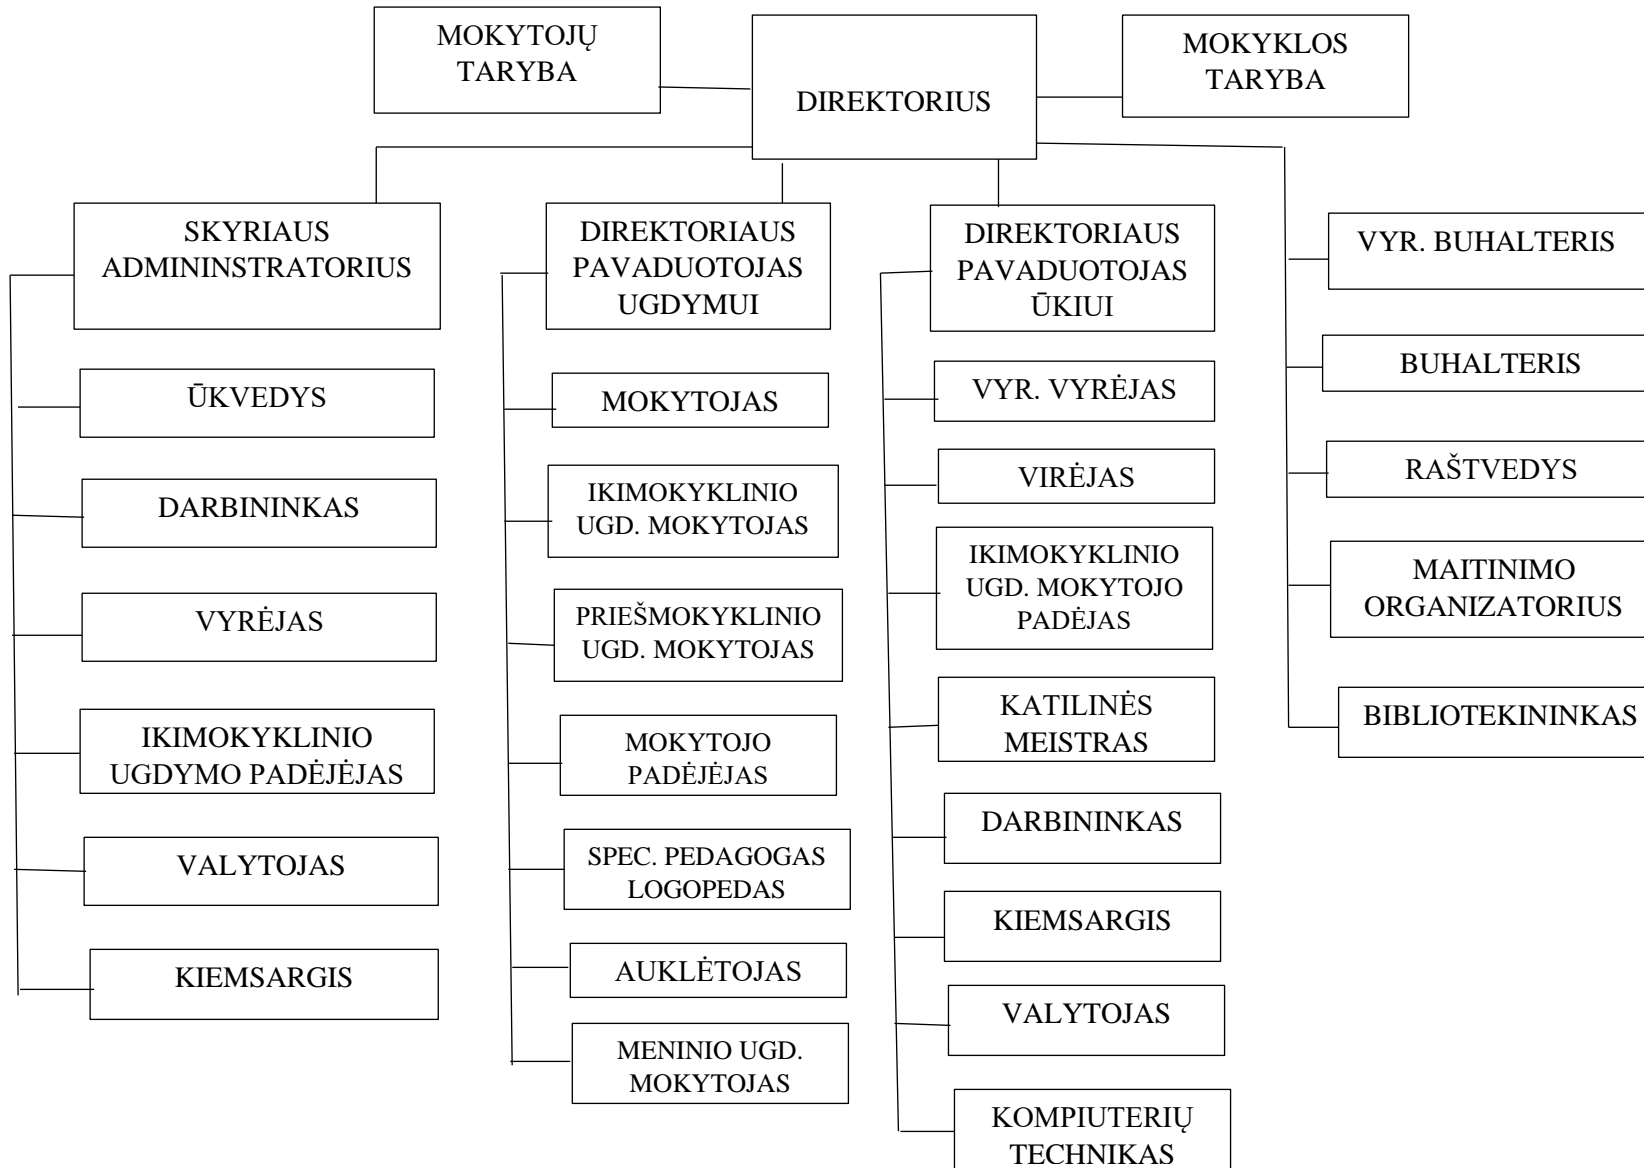 MOKYTOJŲ
TARYBA
DIREKTORIUS
MOKYKLOS
TARYBA
SKYRIAUS
ADMININSTRATORIUS
ŪKVEDYS
DARBININKAS
VYRĖJAS
IKIMOKYKLINIO
UGDYMO PADĖJĖJAS
VALYTOJAS
KIEMSARGIS
DIREKTORIAUS
PAVADUOTOJAS
UGDYMUI
MOKYTOJAS
IKIMOKYKLINIO
UGD. MOKYTOJAS
PRIEŠMOKYKLINIO
UGD. MOKYTOJAS
MOKYTOJO
PADĖJĖJAS
SPEC. PEDAGOGAS
LOGOPEDAS
AUKLĖTOJAS
MENINIO UGD.
MOKYTOJAS
DIREKTORIAUS
PAVADUOTOJAS
ŪKIUI
VYR. VYRĖJAS
VIRĖJAS
IKIMOKYKLINIO
UGD. MOKYTOJO
PADĖJAS
KATILINĖS
MEISTRAS
DARBININKAS
KIEMSARGIS
VALYTOJAS
KOMPIUTERIŲ
TECHNIKAS
VYR. BUHALTERIS
BUHALTERIS
RAŠTVEDYS
MAITINIMO
ORGANIZATORIUS
BIBLIOTEKININKAS